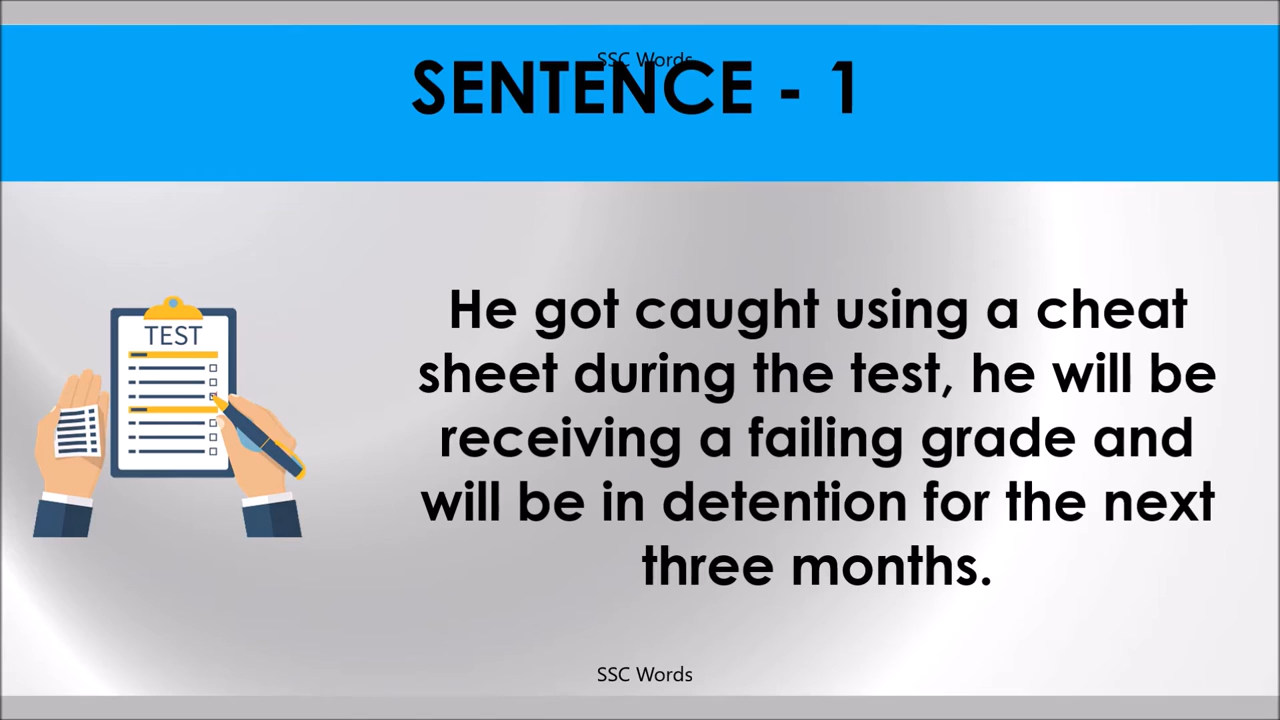 SSC Words
SENTENCE - 1
TEST
He got caught using a cheat
sheet during the test, he will be
receiving a failing grade and
will be in detention for the next
three months.
SSC Words